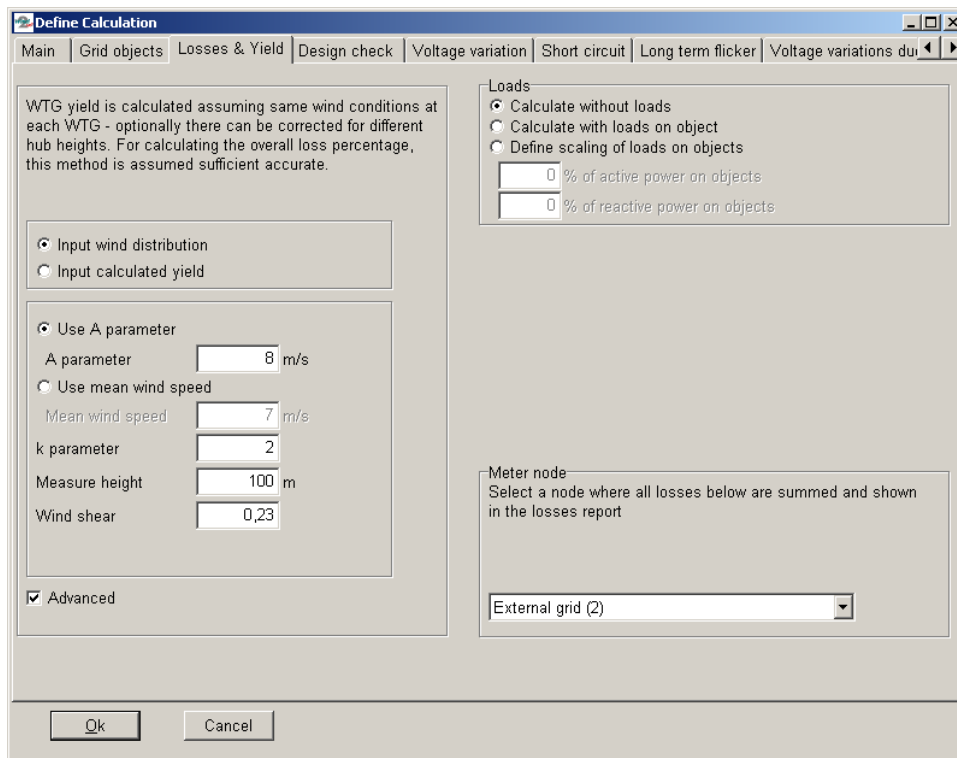 Define Calculation
Main
Grid objects
Losses & Yield
Design check
Voltage variation
Short circuit
Long term flicker
Voltage variations du
WTG yield is calculated assuming same wind conditions at
each WTG - optionally there can be corrected for different
hub heights. For calculating the overall loss percentage,
this method is assumed sufficient accurate.
Input wind distribution
Input calculated yield
Use A parameter
A parameter 8 m/s
Use mean wind speed
Mean wind speed 7 m/s
k parameter 2
Measure height 100 m
Wind shear 0,23
Advanced
Loads
Calculate without loads
Calculate with loads on object
Define scaling of loads on objects
0 % of active power on objects
0 % of reactive power on objects
Meter node
Select a node where all losses below are summed and shown
in the losses report
External grid (2)
Ok
Cancel